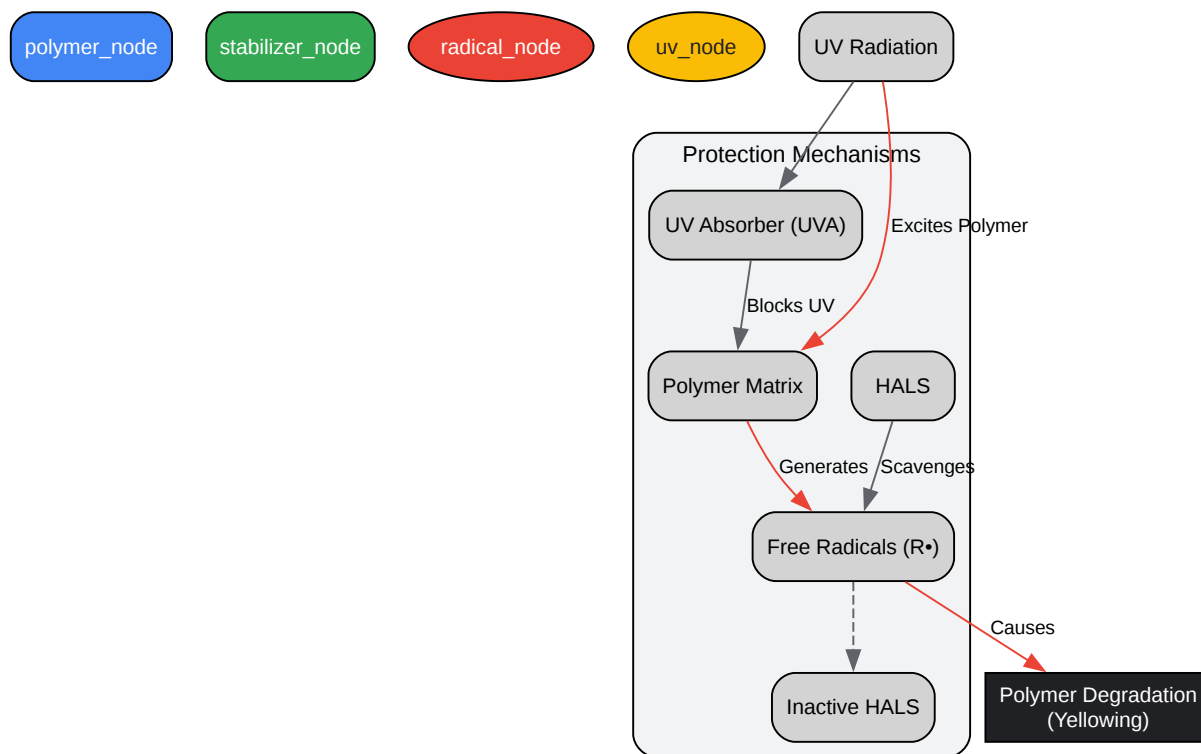 polymer_node
stabilizer_node
radical_node
uv_node
UV Radiation
Protection Mechanisms
UV Absorber (UVA)
Excites Polymer
Blocks UV
Polymer Matrix
HALS
Generates
Scavenges
Free Radicals (R•)
Causes
Inactive HALS
Polymer Degradation
(Yellowing)